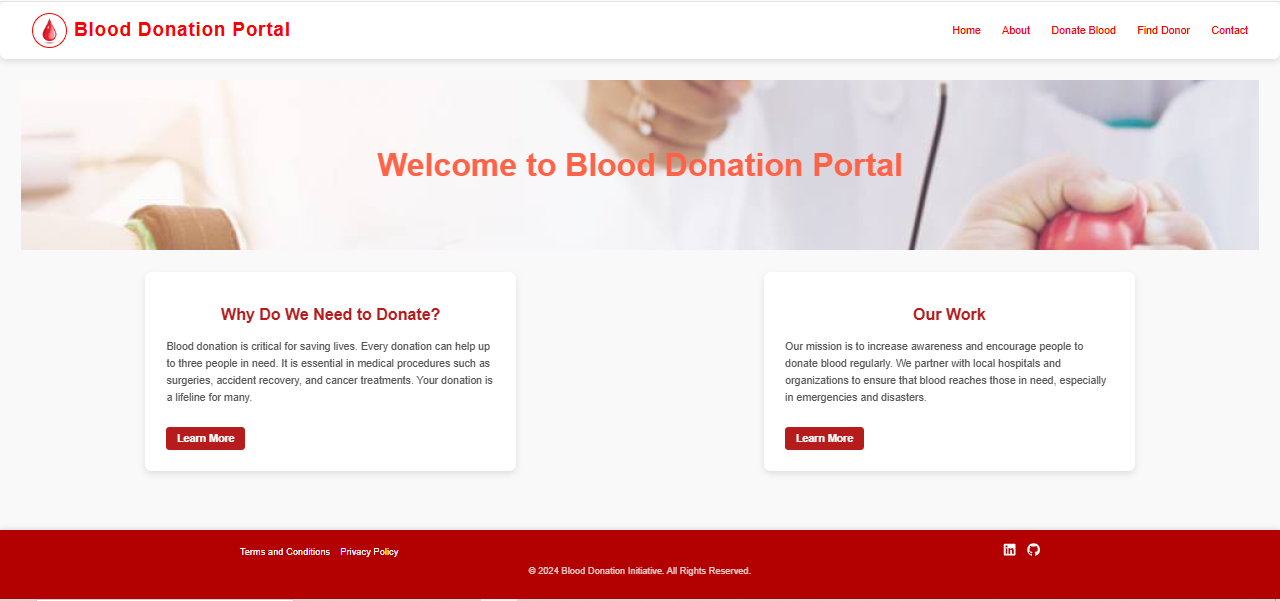 Blood Donation Portal
Home About Donate Blood Find Donor Contact
Welcome to Blood Donation Portal
Why Do We Need to Donate?
Blood donation is critical for saving lives. Every donation can help up
to three people in need. It is essential in medical procedures such as
surgeries, accident recovery, and cancer treatments. Your donation is
a lifeline for many.
Learn More
Our Work
Our mission is to increase awareness and encourage people to
donate blood regularly. We partner with local hospitals and
organizations to ensure that blood reaches those in need, especially
in emergencies and disasters.
Learn More
Terms and Conditions Privacy Policy
© 2024 Blood Donation Initiative. All Rights Reserved.